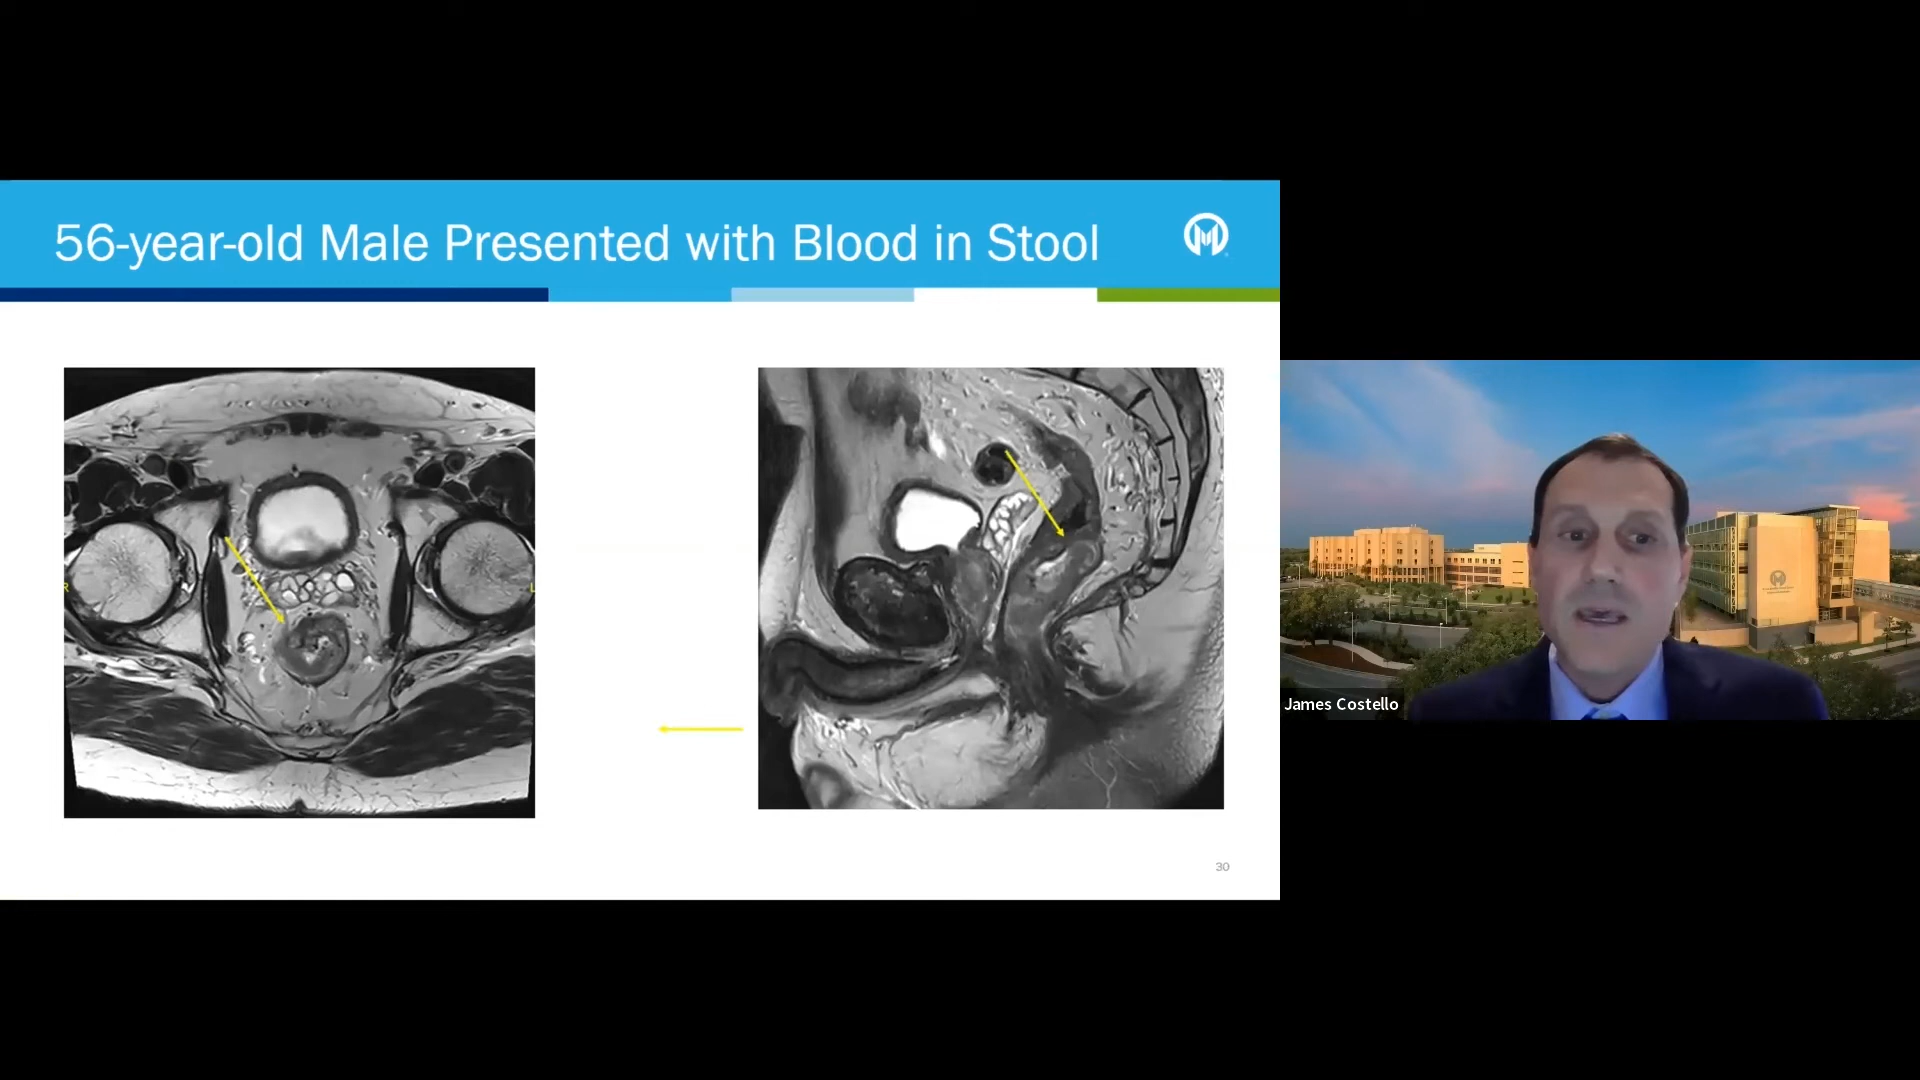 56-year-old Male Presented with Blood in Stool
R
L
30
James Costello